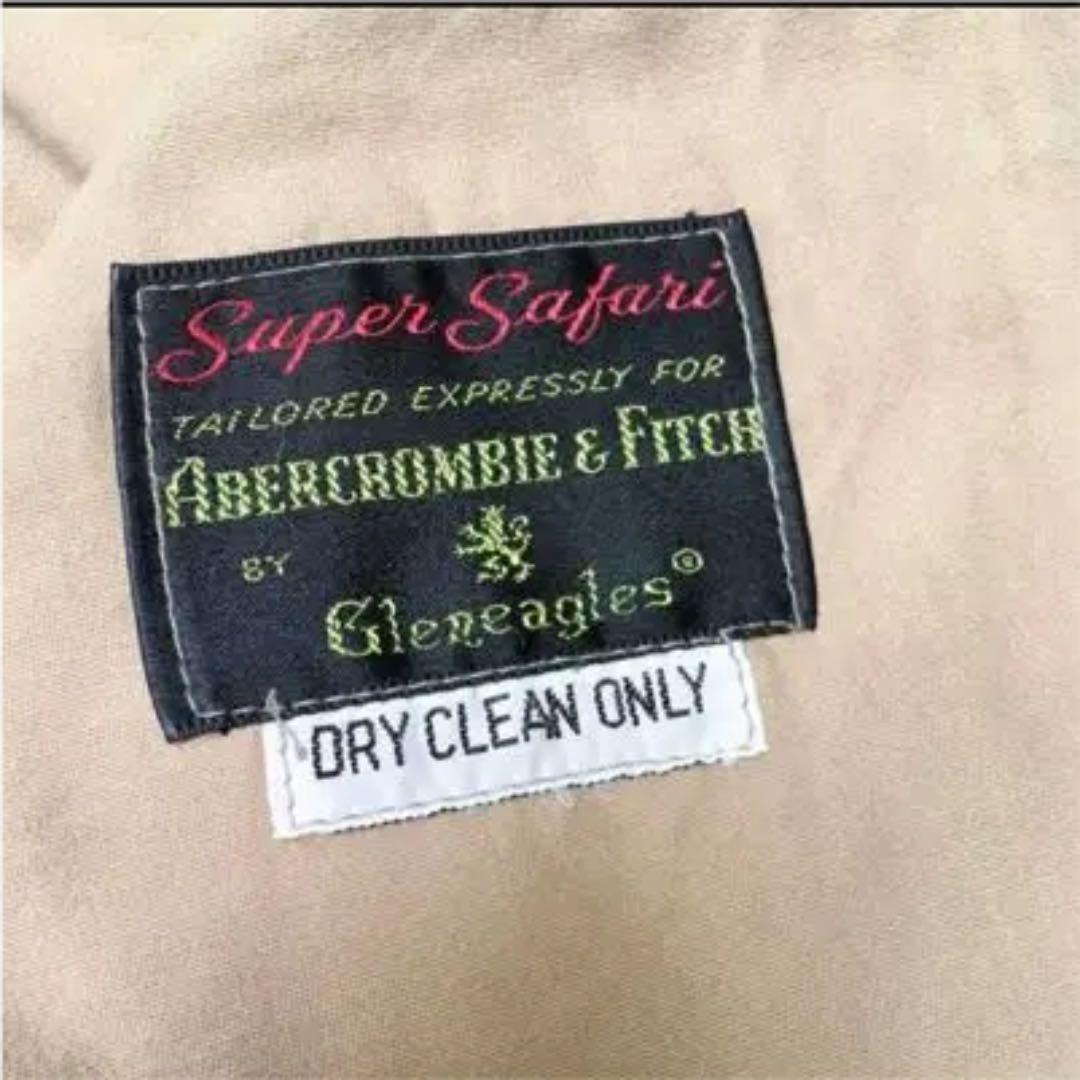 Super Safari
TAILORED EXPRESSLY FOR
ABERCROMBIE & FITCH
BY
Gleneagles®
DRY CLEAN ONLY